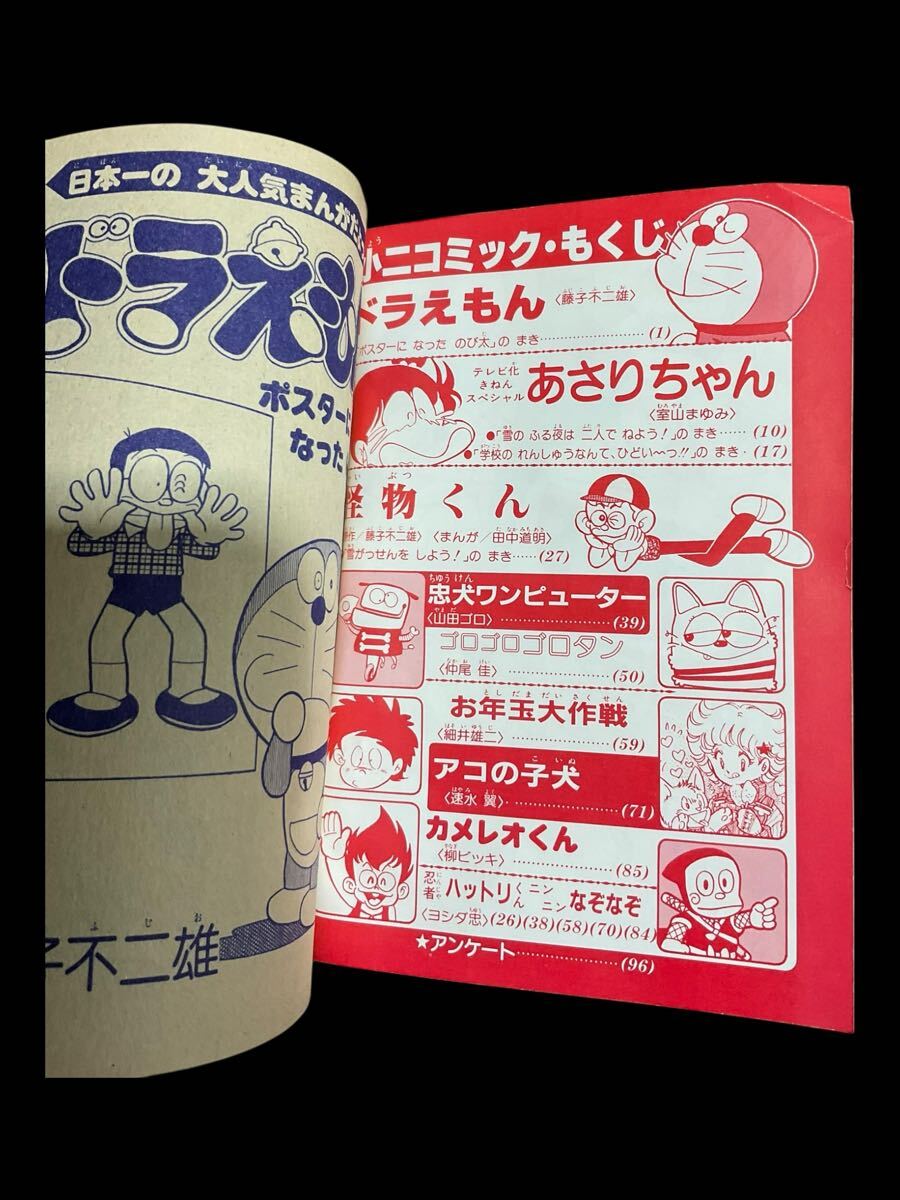 日本一の 大人気まんがだ
ドラえも
ポスターに
なった
子不二雄
小二コミック・もくじ
ドラえもん〈藤子不二雄〉
ポスターに なった のび太」の まき……(1)
テレビ化
きねん
スペシャル
あさりちゃん
〈室山まゆみ〉
●「雪の ふる夜は 二人で ねよう!」の まき……(10)
●「学校の れんしゅうなんて、ひどい〜っ!!」の まき・(17)
怪物くん
原作/藤子不二雄〉〈まんが/田中道明〉
「雪がっせんを しよう!」の まき……(27)
忠犬ワンピューター
〈山田ゴロ〉……(39)
ゴロゴロゴロタン
〈仲尾 佳〉……(50)
お年玉大作戦
〈細井雄二〉……(59)
アコの子犬
〈速水 翼〉……(71)
カメレオくん
〈柳ピッキ〉……(85)
忍者ハットリくん ニンニン なぞなぞ
〈ヨシダ忠〉(26)(38)(58)(70)(84)
★アンケート……(96)